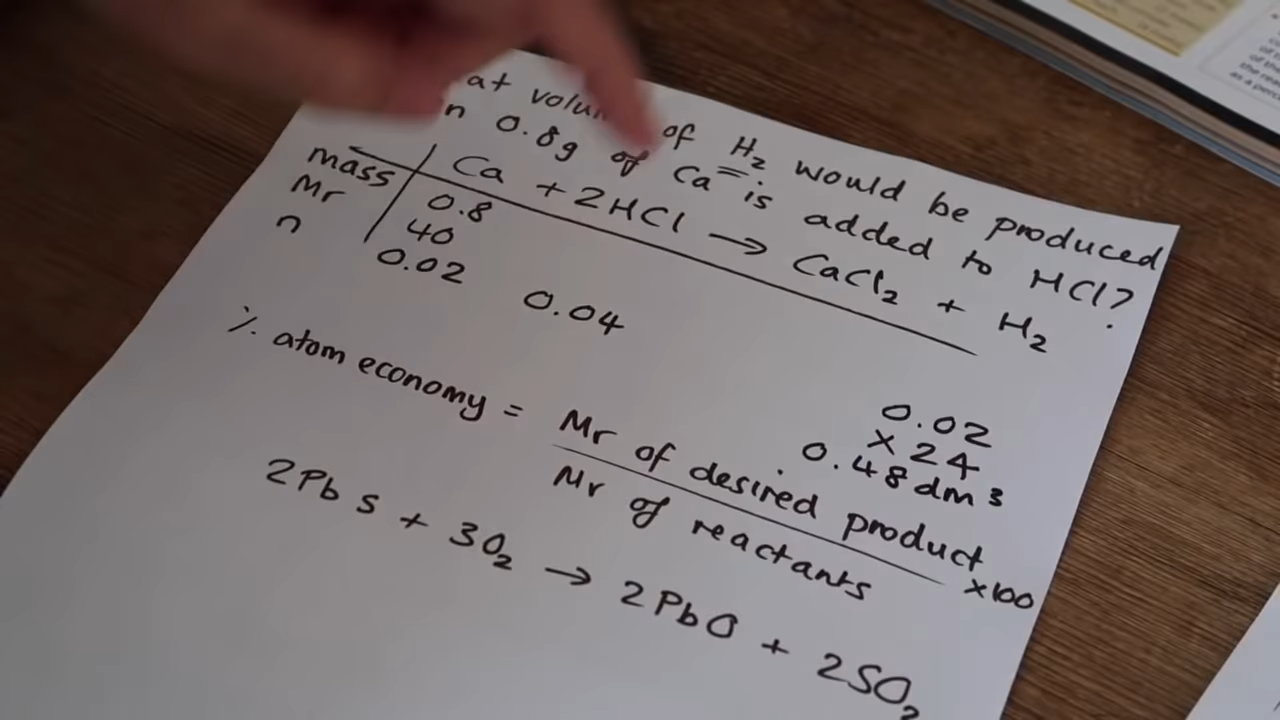 at of H₂ would be produced
n 0.8g of Ca is added to HCl?
Ca + 2HCl → CaCl₂ + H₂
mass 0.8
Mr 40
n 0.02 0.04 0.02
×24
0.48dm³
% atom economy = Mr of desired product
Mr of reactants ×100
2PbS + 3O₂ → 2PbO + 2SO₂